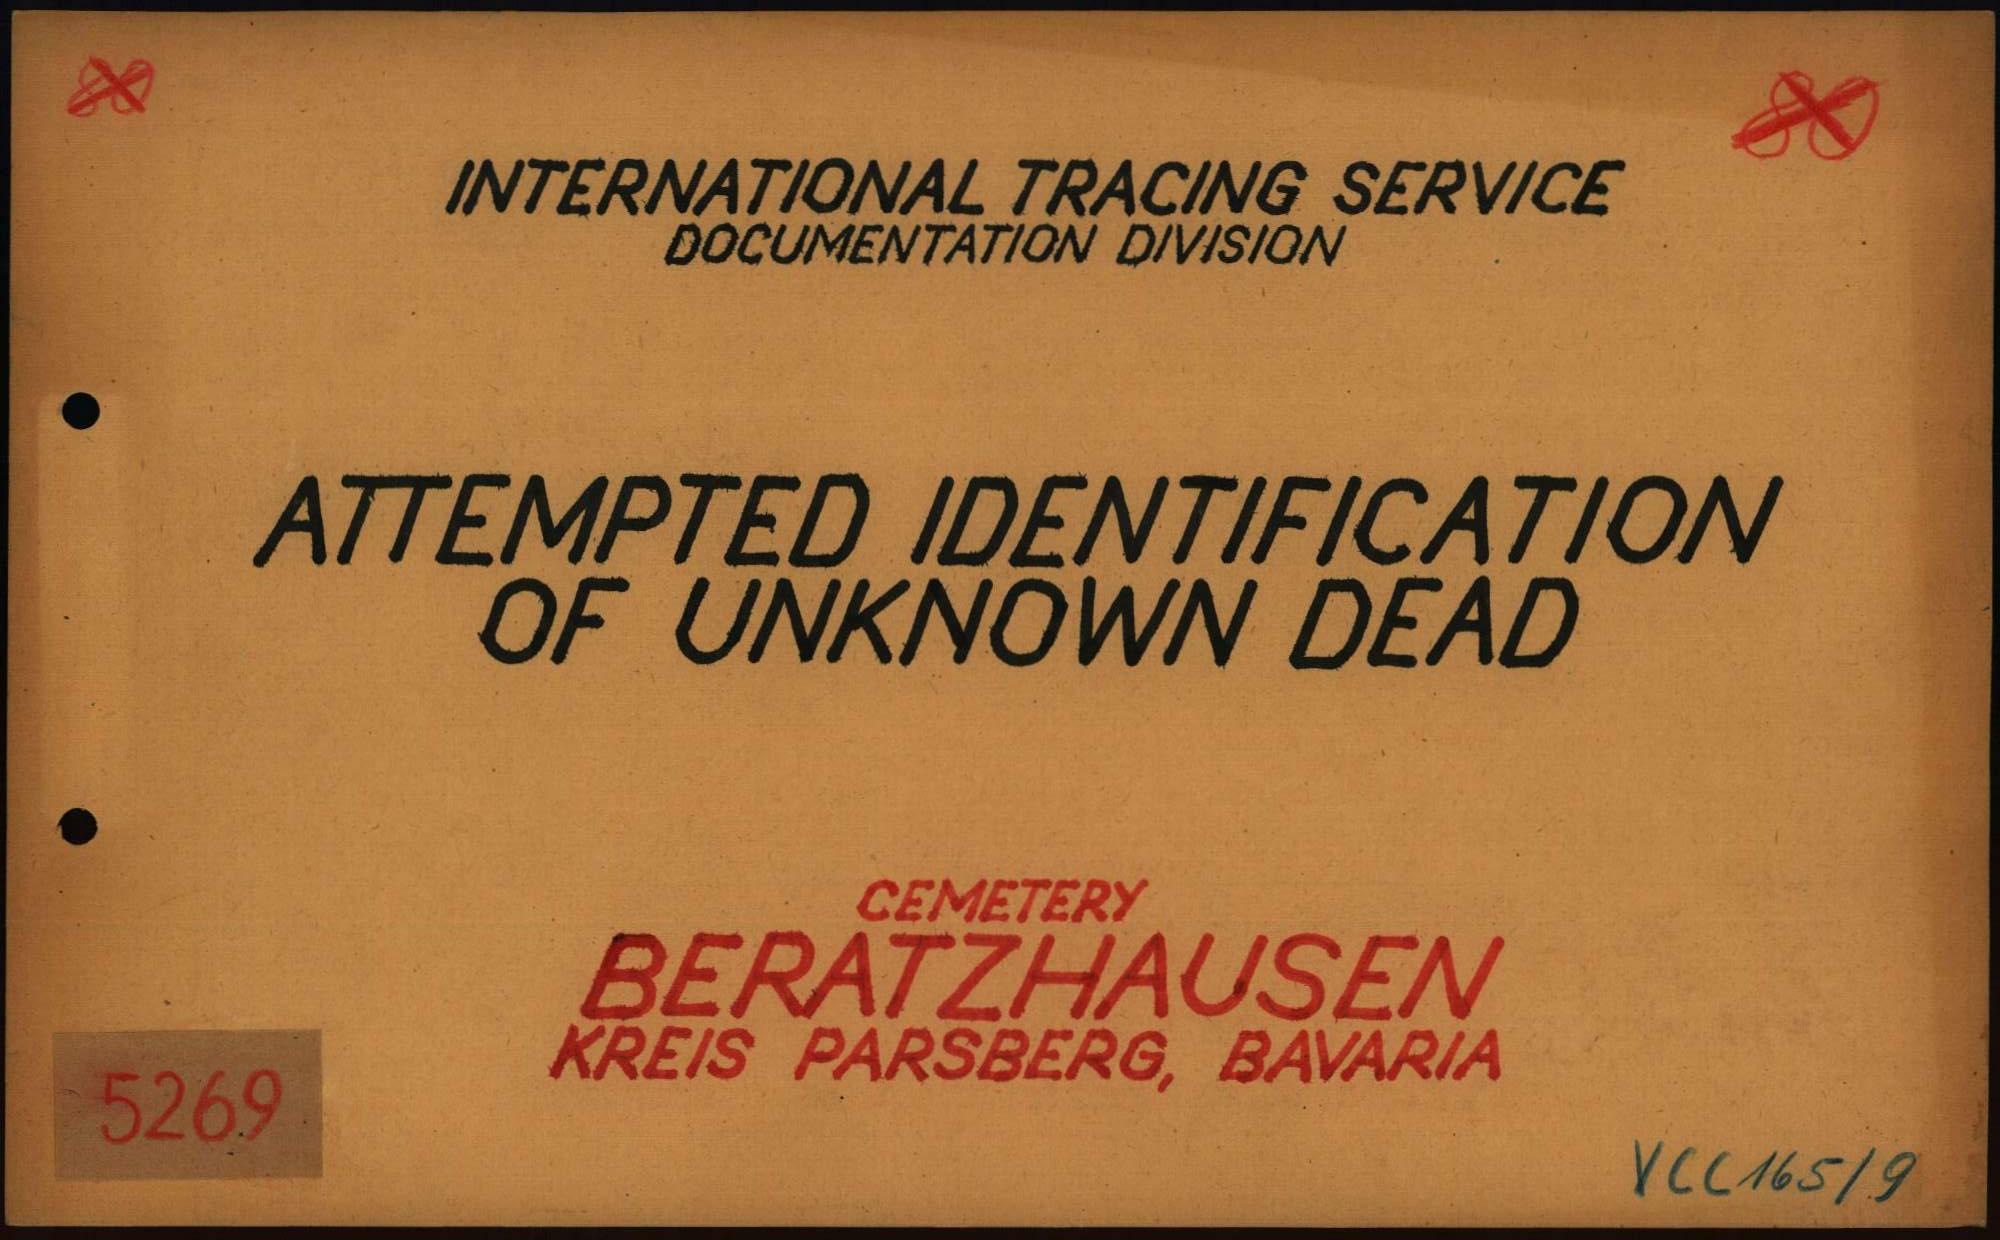 INTERNATIONAL TRACING SERVICE
DOCUMENTATION DIVISION
ATTEMPTED IDENTIFICATION
OF UNKNOWN DEAD
CEMETERY
BERATZHAUSEN
KREIS PARSBERG, BAVARIA
5269
VCC 165/9